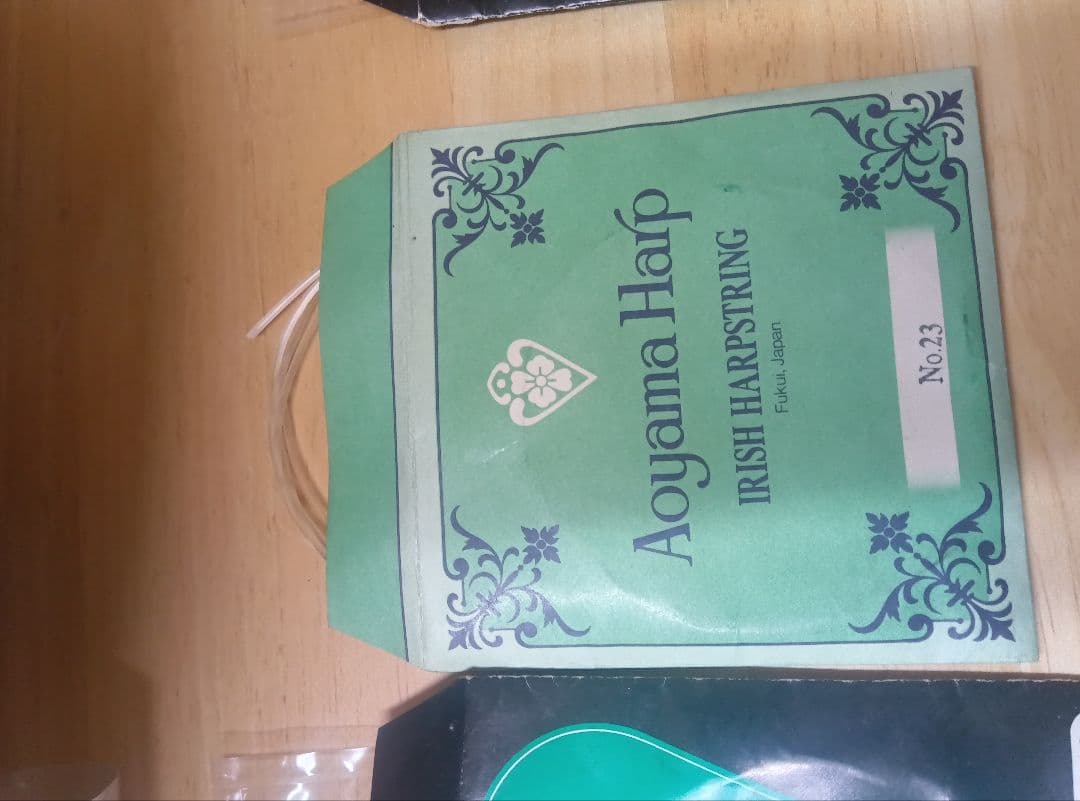 Aoyama Harp
IRISH HARPSTRING
Fukui, Japan
No.23